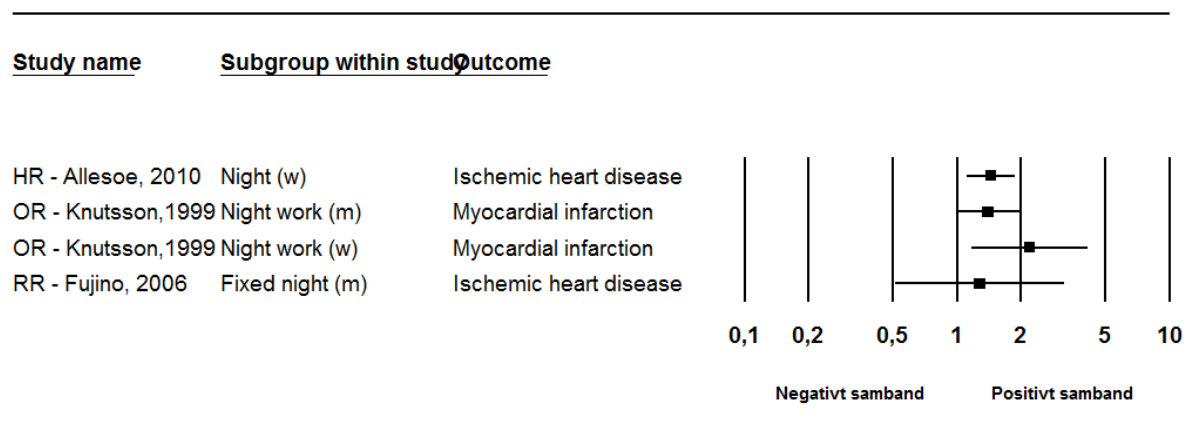 Study name Subgroup within study Outcome
HR - Allesoe, 2010 Night (w) Ischemic heart disease
OR - Knutsson,1999 Night work (m) Myocardial infarction
OR - Knutsson,1999 Night work (w) Myocardial infarction
RR - Fujino, 2006 Fixed night (m) Ischemic heart disease
0,1 0,2 0,5 1 2 5 10
Negativt samband Positivt samband